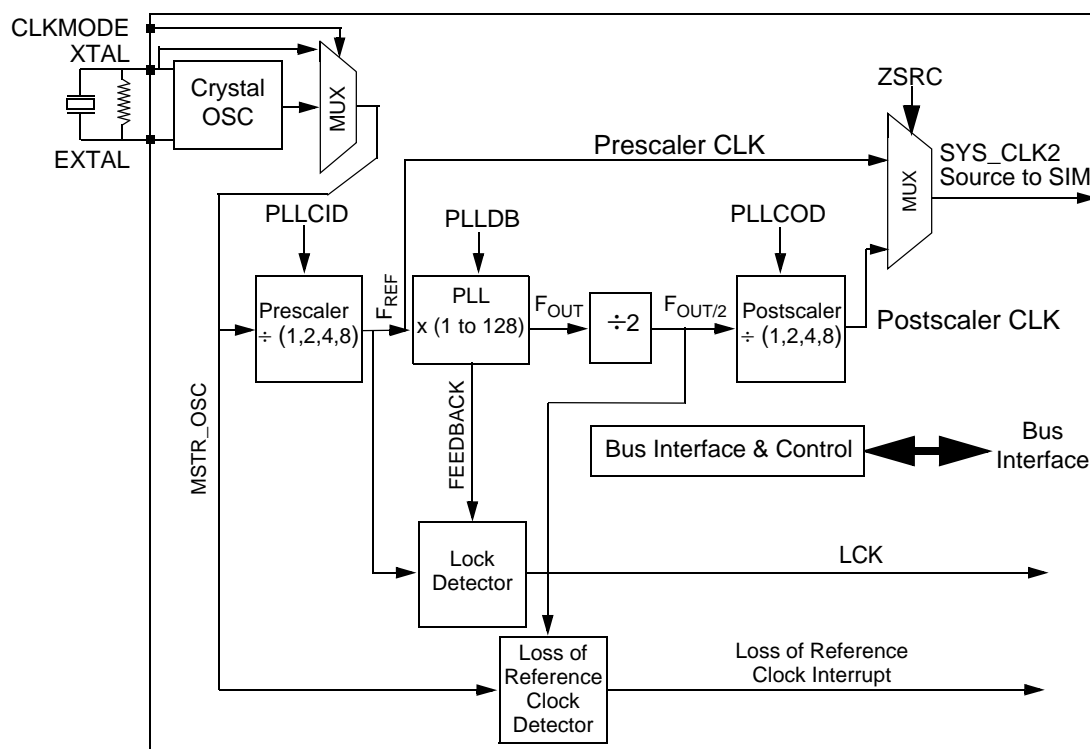 CLKMODE
XTAL
EXTAL
Crystal
OSC
MUX
ZSRC
Prescaler CLK
MUX
SYS_CLK2
Source to SIM
PLLCID
PLLDB
PLLCOD
Prescaler
÷ (1,2,4,8)
FREF
PLL
x (1 to 128)
FOUT
÷2
FOUT/2
Postscaler
÷ (1,2,4,8)
Postscaler CLK
MSTR_OSC
FEEDBACK
Bus Interface & Control
Bus
Interface
Lock
Detector
LCK
Loss of
Reference
Clock
Detector
Loss of Reference
Clock Interrupt